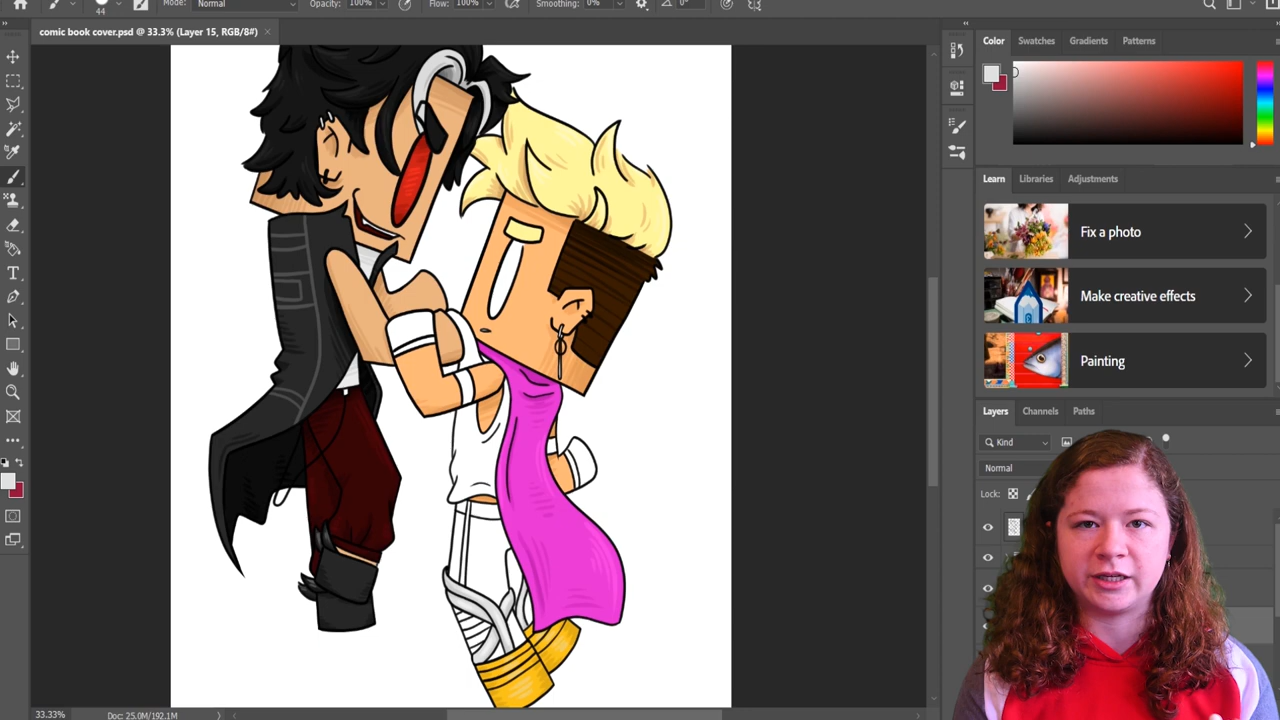 44 Mode: Normal Opacity: 100% Flow: 100% Smoothing: 0% 0°
comic book cover.psd @ 33.3% (Layer 15, RGB/8#) ×
Color Swatches Gradients Patterns
Learn Libraries Adjustments
Fix a photo
Make creative effects
Painting
Layers Channels Paths
Kind
Normal
Lock:
33.33% Doc: 25.0M/192.1M